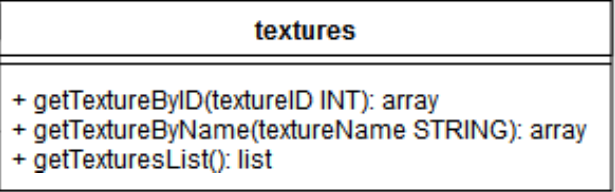 textures
+ getTextureByID(textureID INT): array
+ getTextureByName(textureName STRING): array
+ getTexturesList(): list